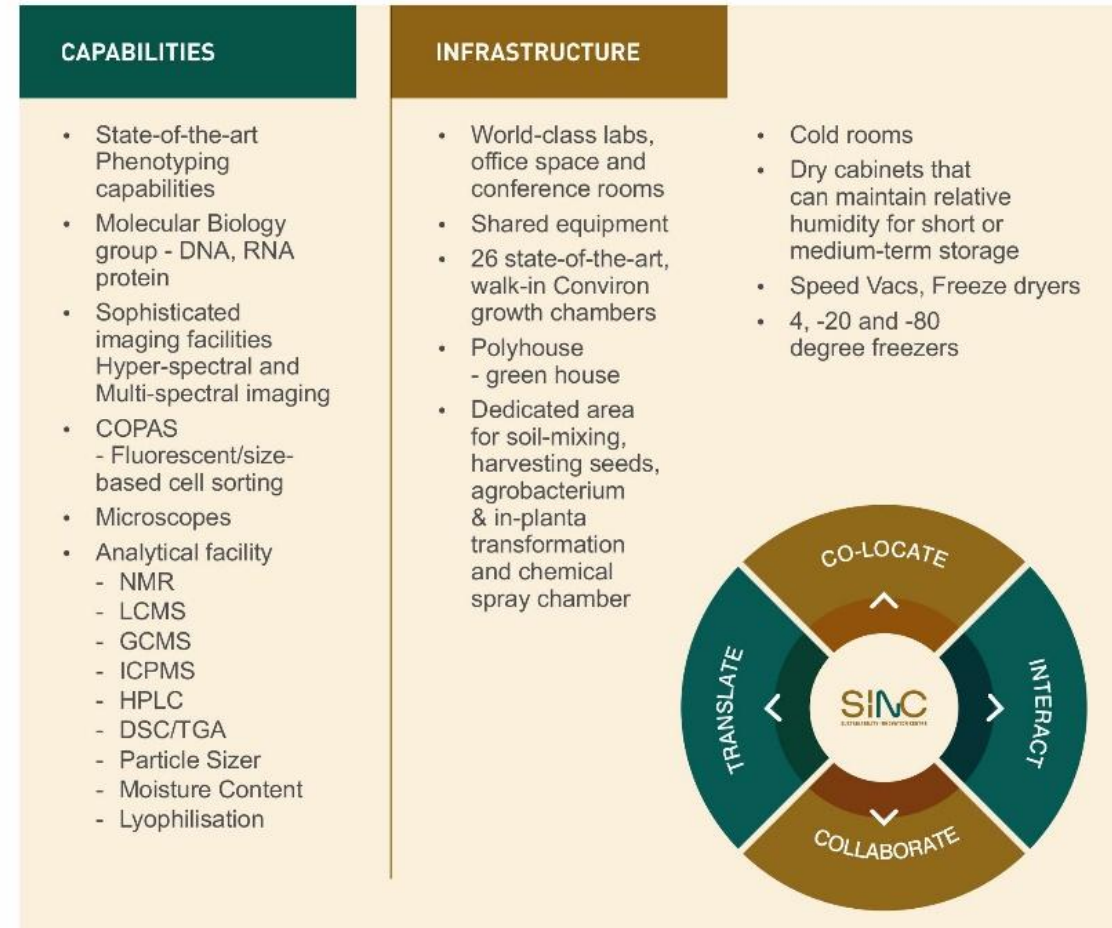 CAPABILITIES
• State-of-the-art
Phenotyping
capabilities
• Molecular Biology
group - DNA, RNA
protein
• Sophisticated
imaging facilities
Hyper-spectral and
Multi-spectral imaging
• COPAS
- Fluorescent/size-
based cell sorting
• Microscopes
• Analytical facility
- NMR
- LCMS
- GCMS
- ICPMS
- HPLC
- DSC/TGA
- Particle Sizer
- Moisture Content
- Lyophilisation
INFRASTRUCTURE
• World-class labs,
office space and
conference rooms
• Shared equipment
• 26 state-of-the-art,
walk-in Conviron
growth chambers
• Polyhouse
- green house
• Dedicated area
for soil-mixing,
harvesting seeds,
agrobacterium
& in-planta
transformation
and chemical
spray chamber
• Cold rooms
• Dry cabinets that
can maintain relative
humidity for short or
medium-term storage
• Speed Vacs, Freeze dryers
• 4, -20 and -80
degree freezers
CO-LOCATE
INTERACT
COLLABORATE
TRANSLATE
SINC
SUSTAINABILITY INNOVATION CENTER